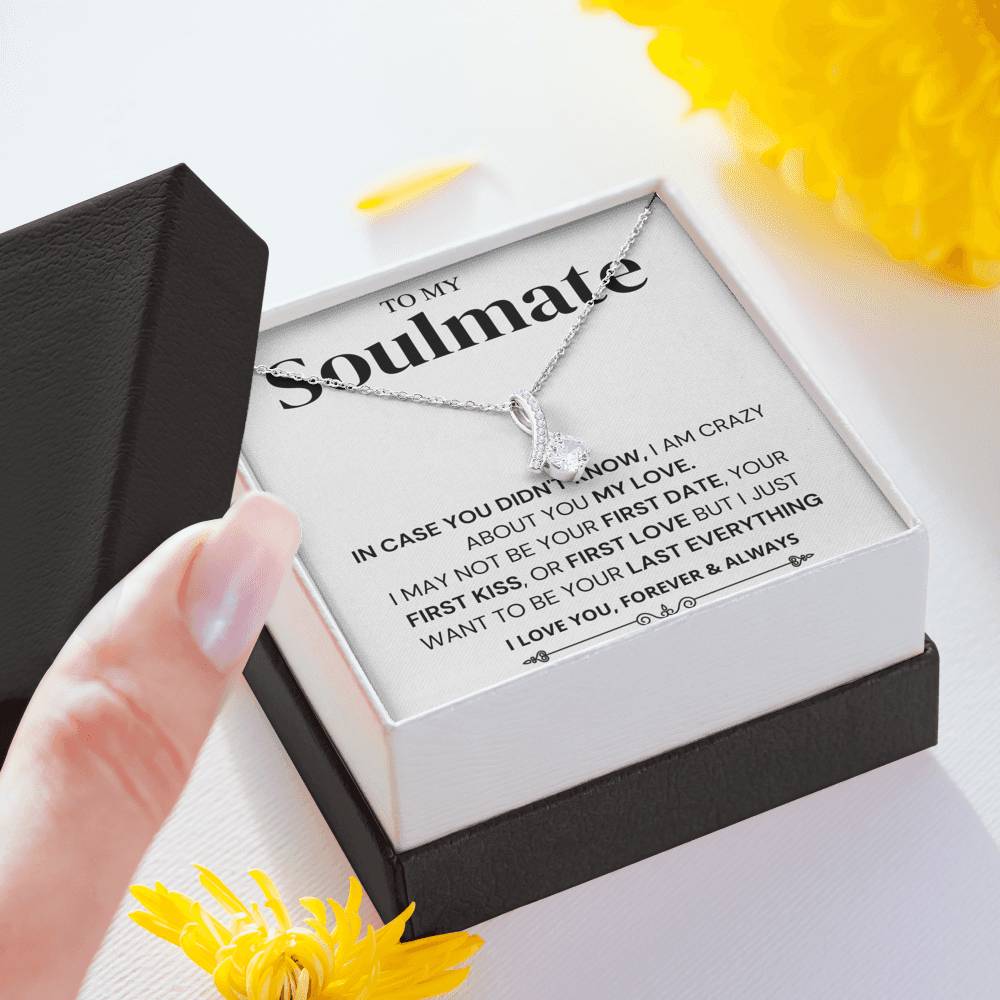 TO MY
Soulmate
IN CASE YOU DIDN'T KNOW, I AM CRAZY
ABOUT YOU MY LOVE.
I MAY NOT BE YOUR FIRST DATE, YOUR
FIRST KISS, OR FIRST LOVE BUT I JUST
WANT TO BE YOUR LAST EVERYTHING
I LOVE YOU, FOREVER & ALWAYS